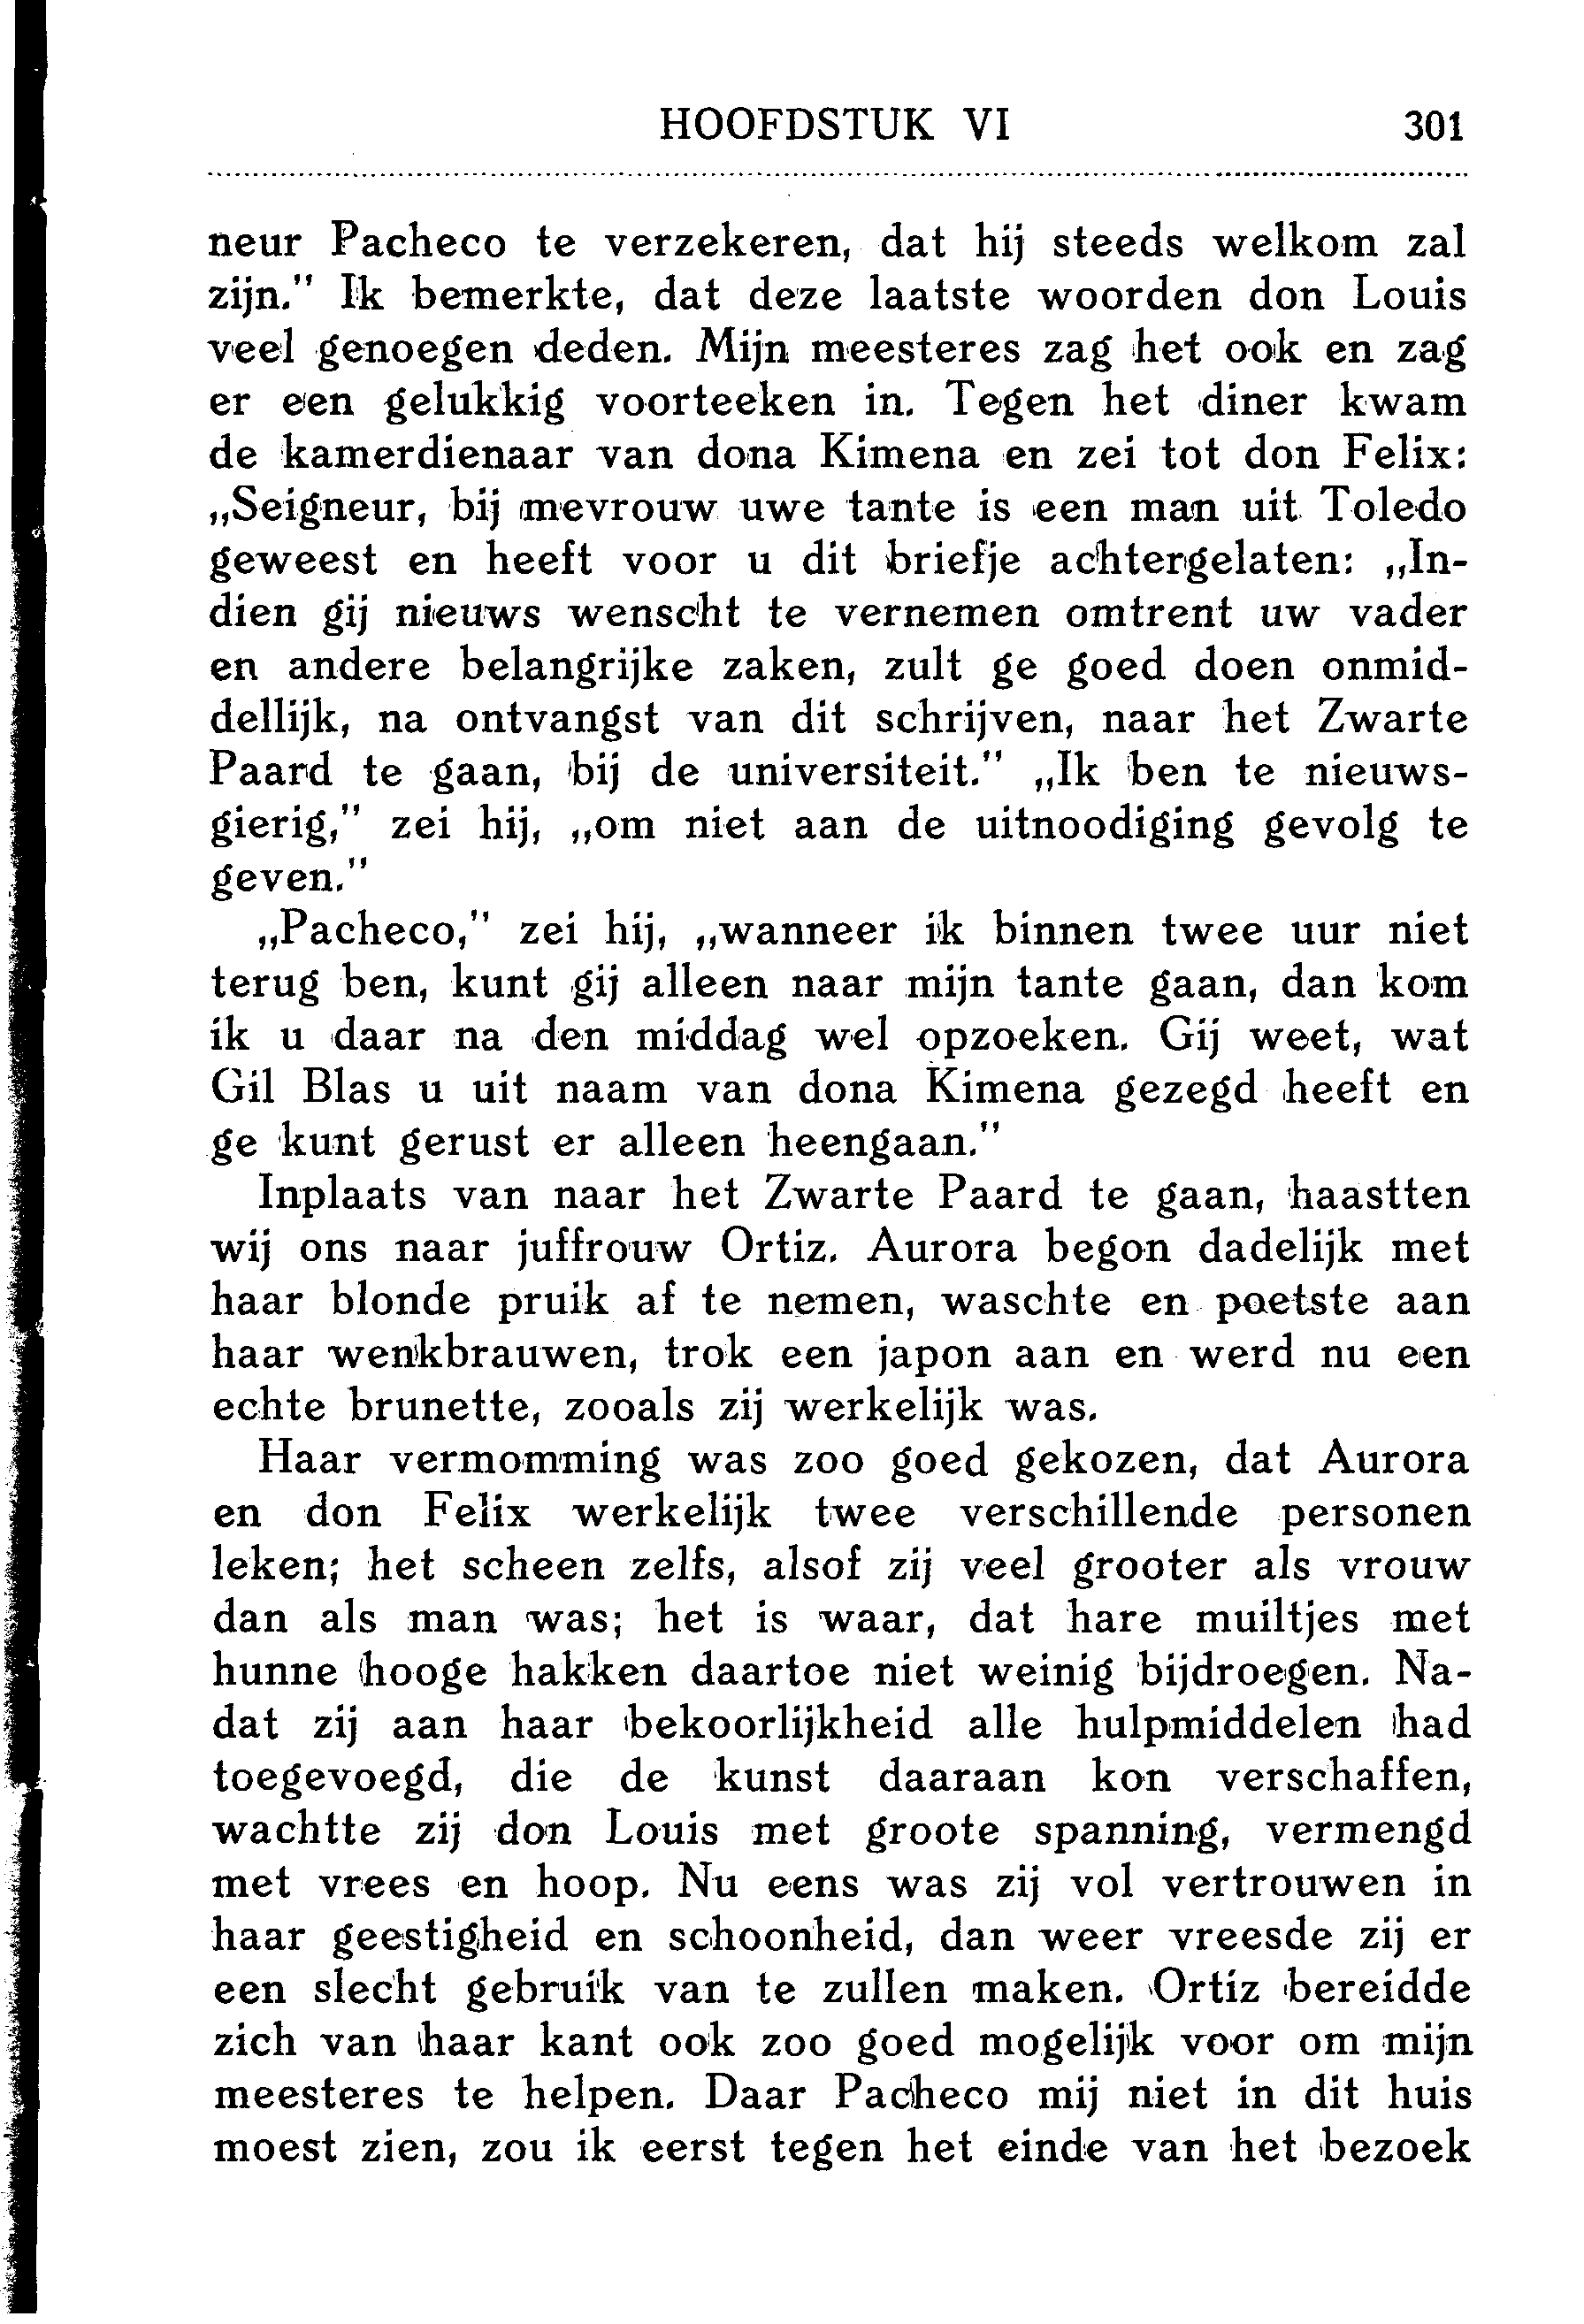 HOOFDSTUK VI 301
neur Pacheco te verzekeren, dat hij steeds welkom zal
zijn." Ik bemerkte, dat deze laatste woorden don Louis
veel genoegen deden. Mijn meesteres zag het ook en zag
er een gelukkig voorteeken in. Tegen het diner kwam
de kamerdienaar van dona Kimena en zei tot don Felix:
„Seigneur, bij mevrouw uwe tante is een man uit Toledo
geweest en heeft voor u dit briefje achtergelaten: „In-
dien gij nieuws wenscht te vernemen omtrent uw vader
en andere belangrijke zaken, zult ge goed doen onmid-
dellijk, na ontvangst van dit schrijven, naar het Zwarte
Paard te gaan, bij de universiteit." „Ik ben te nieuws-
gierig," zei hij, „om niet aan de uitnoodiging gevolg te
geven."
„Pacheco," zei hij, „wanneer ik binnen twee uur niet
terug ben, kunt gij alleen naar mijn tante gaan, dan kom
ik u daar na den middag wel opzoeken. Gij weet, wat
Gil Blas u uit naam van dona Kimena gezegd heeft en
ge kunt gerust er alleen heengaan."
Inplaats van naar het Zwarte Paard te gaan, haastten
wij ons naar juffrouw Ortiz. Aurora begon dadelijk met
haar blonde pruik af te nemen, waschte en poetste aan
haar wenkbrauwen, trok een japon aan en werd nu een
echte brunette, zooals zij werkelijk was.
Haar vermomming was zoo goed gekozen, dat Aurora
en don Felix werkelijk twee verschillende personen
leken; het scheen zelfs, alsof zij veel grooter als vrouw
dan als man was; het is waar, dat hare muiltjes met
hunne hooge hakken daartoe niet weinig bijdroegen. Na-
dat zij aan haar bekoorlijkheid alle hulpmiddelen had
toegevoegd, die de kunst daaraan kon verschaffen,
wachtte zij don Louis met groote spanning, vermengd
met vrees en hoop. Nu eens was zij vol vertrouwen in
haar geestigheid en schoonheid, dan weer vreesde zij er
een slecht gebruik van te zullen maken. Ortiz bereidde
zich van haar kant ook zoo goed mogelijk voor om mijn
meesteres te helpen. Daar Pacheco mij niet in dit huis
moest zien, zou ik eerst tegen het einde van het bezoek